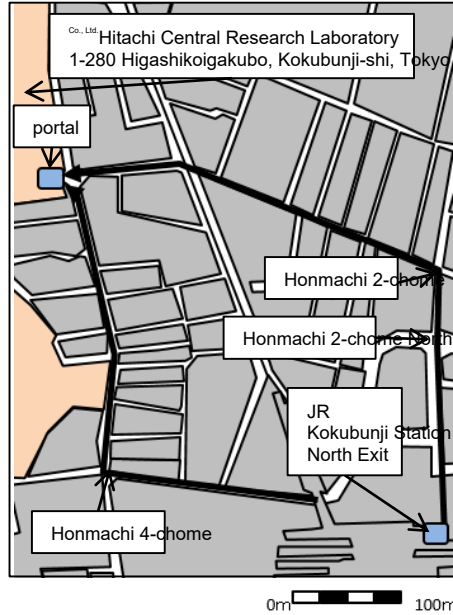 Co., Ltd. Hitachi Central Research Laboratory
1-280 Higashikoigakubo, Kokubunji-shi, Tokyo
portal
Honmachi 2-chome
Honmachi 2-chome North
JR
Kokubunji Station
North Exit
Honmachi 4-chome
0m 100m